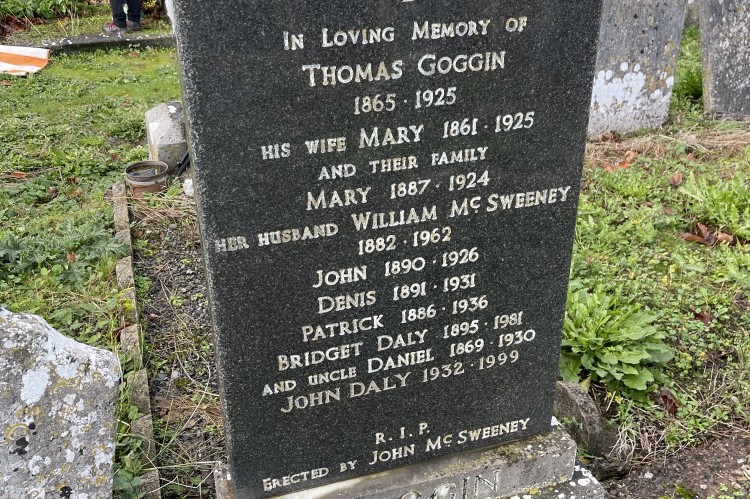 In Loving Memory of
Thomas Goggin
1865 · 1925
his wife Mary 1861 · 1925
and their family
Mary 1887 · 1924
her husband William McSweeney
1882 · 1962
John 1890 · 1926
Denis 1891 · 1931
Patrick 1886 · 1936
Bridget Daly 1895 · 1981
and uncle Daniel 1869 · 1930
John Daly 1932 · 1999
R.I.P.
Erected by John McSweeney